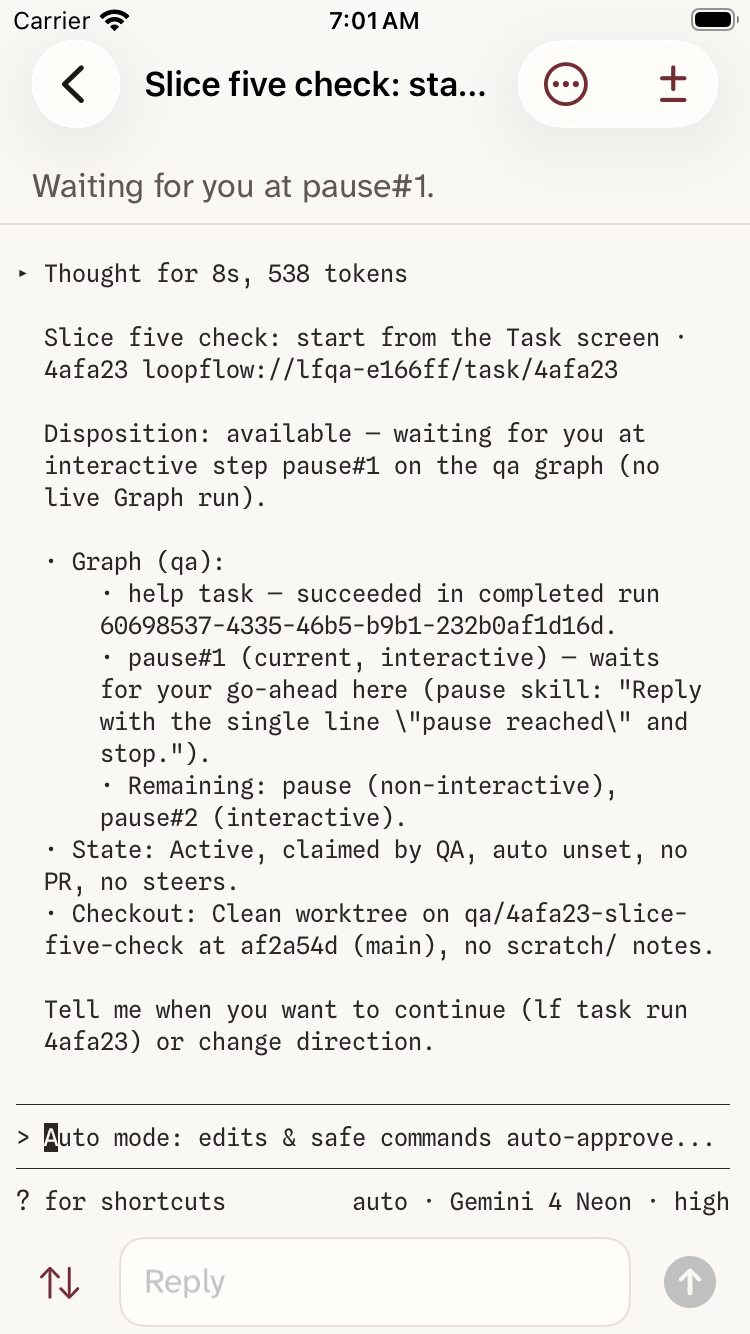 Carrier 7:01 AM
Slice five check: sta...
Waiting for you at pause#1.
▸ Thought for 8s, 538 tokens
Slice five check: start from the Task screen ·
4afa23 loopflow://lfqa-e166ff/task/4afa23
Disposition: available — waiting for you at
interactive step pause#1 on the qa graph (no
live Graph run).
· Graph (qa):
· help task — succeeded in completed run
60698537-4335-46b5-b9b1-232b0af1d16d.
· pause#1 (current, interactive) — waits
for your go-ahead here (pause skill: "Reply
with the single line \"pause reached\" and
stop.").
· Remaining: pause (non-interactive),
pause#2 (interactive).
· State: Active, claimed by QA, auto unset, no
PR, no steers.
· Checkout: Clean worktree on qa/4afa23-slice-
five-check at af2a54d (main), no scratch/ notes.
Tell me when you want to continue (lf task run
4afa23) or change direction.
> Auto mode: edits & safe commands auto-approve...
? for shortcuts auto · Gemini 4 Neon · high
Reply